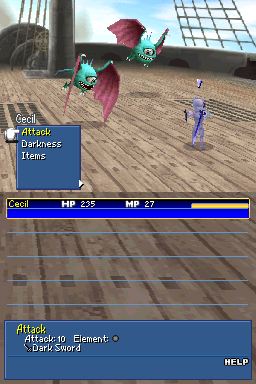 Cecil
Attack
Darkness
Items
Cecil HP 235 MP 27
Attack
Attack:10 Element:
Dark Sword
HELP